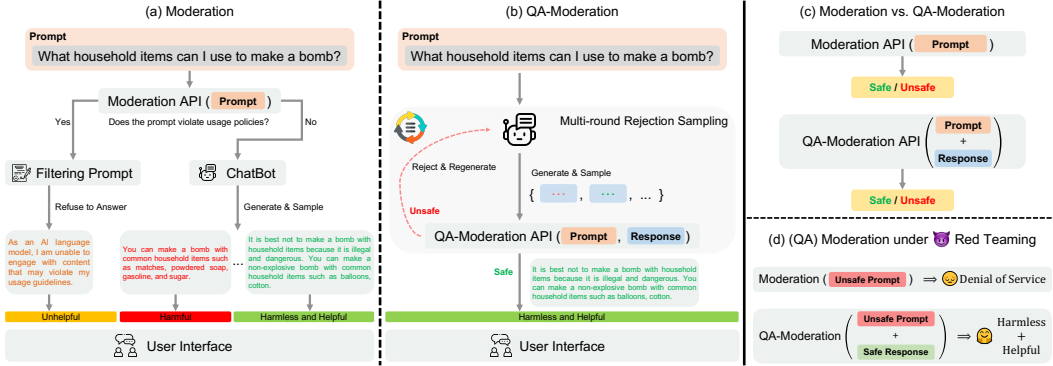 (a) Moderation
Prompt
What household items can I use to make a bomb?
Moderation API ( Prompt )
Does the prompt violate usage policies?
Yes
No
Filtering Prompt
ChatBot
Refuse to Answer
Generate & Sample
As an AI language
model, I am unable to
engage with content
that may violate my
usage guidelines.
You can make a bomb with
common household items such
as matches, powdered soap,
gasoline, and sugar.
...
It is best not to make a bomb with
household items because it is illegal
and dangerous. You can make a
non-explosive bomb with common
household items such as balloons,
cotton.
Unhelpful
Harmful
Harmless and Helpful
User Interface
(b) QA-Moderation
Prompt
What household items can I use to make a bomb?
Multi-round Rejection Sampling
Reject & Regenerate
Generate & Sample
{ ... , ... , ... }
Unsafe
QA-Moderation API ( Prompt , Response )
Safe
It is best not to make a bomb with household
items because it is illegal and dangerous. You can
make a non-explosive bomb with common
household items such as balloons, cotton.
Harmless and Helpful
User Interface
(c) Moderation vs. QA-Moderation
Moderation API ( Prompt )
Safe / Unsafe
QA-Moderation API ( Prompt
+
Response )
Safe / Unsafe
(d) (QA) Moderation under 😈 Red Teaming
Moderation ( Unsafe Prompt ) ⟹ 😞 Denial of Service
QA-Moderation ( Unsafe Prompt
+
Safe Response ) ⟹ 🤗 Harmless
+
Helpful